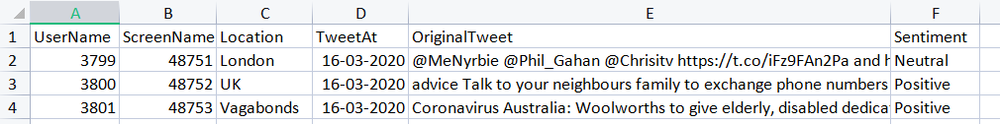 A B C D E F
1 UserName ScreenName Location TweetAt OriginalTweet Sentiment
2 3799 48751 London 16-03-2020 @MeNyrbie @Phil_Gahan @Chrisitv https://t.co/iFz9FAn2Pa and Neutral
3 3800 48752 UK 16-03-2020 advice Talk to your neighbours family to exchange phone numbers Positive
4 3801 48753 Vagabonds 16-03-2020 Coronavirus Australia: Woolworths to give elderly, disabled Positive